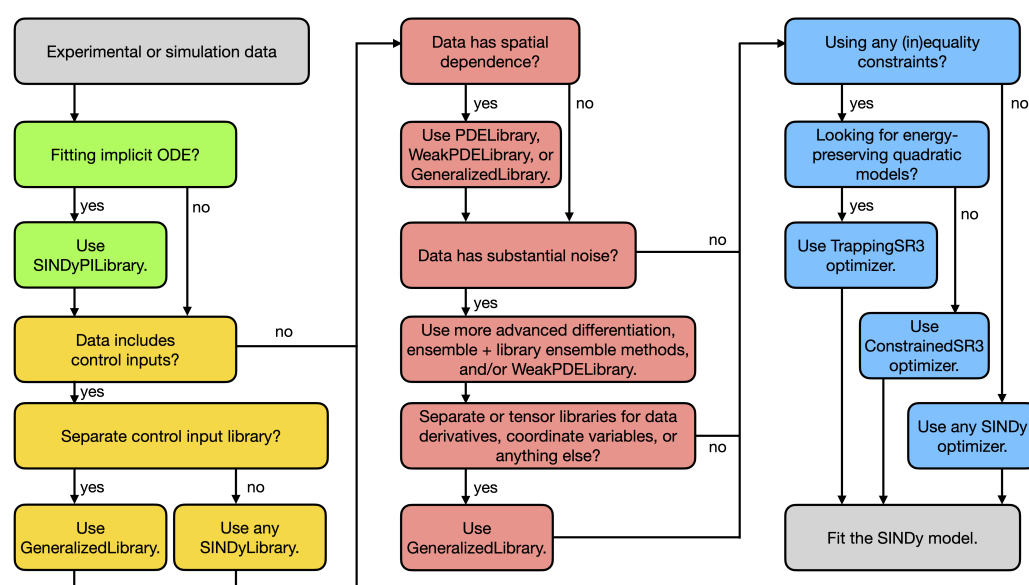 Experimental or simulation data
Fitting implicit ODE?
yes
no
Use
SINDyPILibrary.
Data includes
control inputs?
no
yes
Separate control input library?
yes
no
Use
GeneralizedLibrary.
Use any
SINDyLibrary.
Data has spatial
dependence?
yes
no
Use PDELibrary,
WeakPDELibrary, or
GeneralizedLibrary.
Data has substantial noise?
no
yes
Use more advanced differentiation,
ensemble + library ensemble methods,
and/or WeakPDELibrary.
Separate or tensor libraries for data
derivatives, coordinate variables, or
anything else?
no
yes
Use
GeneralizedLibrary.
Using any (in)equality
constraints?
yes
no
Looking for energy-
preserving quadratic
models?
yes
no
Use TrappingSR3
optimizer.
Use
ConstrainedSR3
optimizer.
Use any SINDy
optimizer.
Fit the SINDy model.